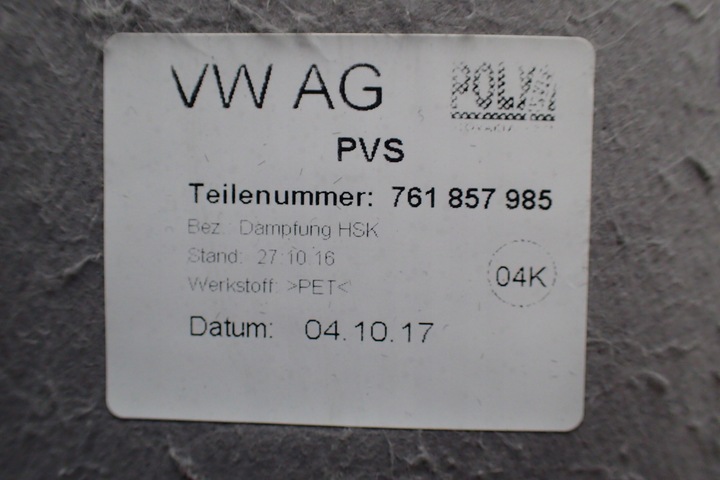 VW AG
PVS
Teilenummer: 761 857 985
Bez.: Dämpfung HSK
Stand: 27.10.16
04K
Werkstoff: >PET<
Datum: 04.10.17